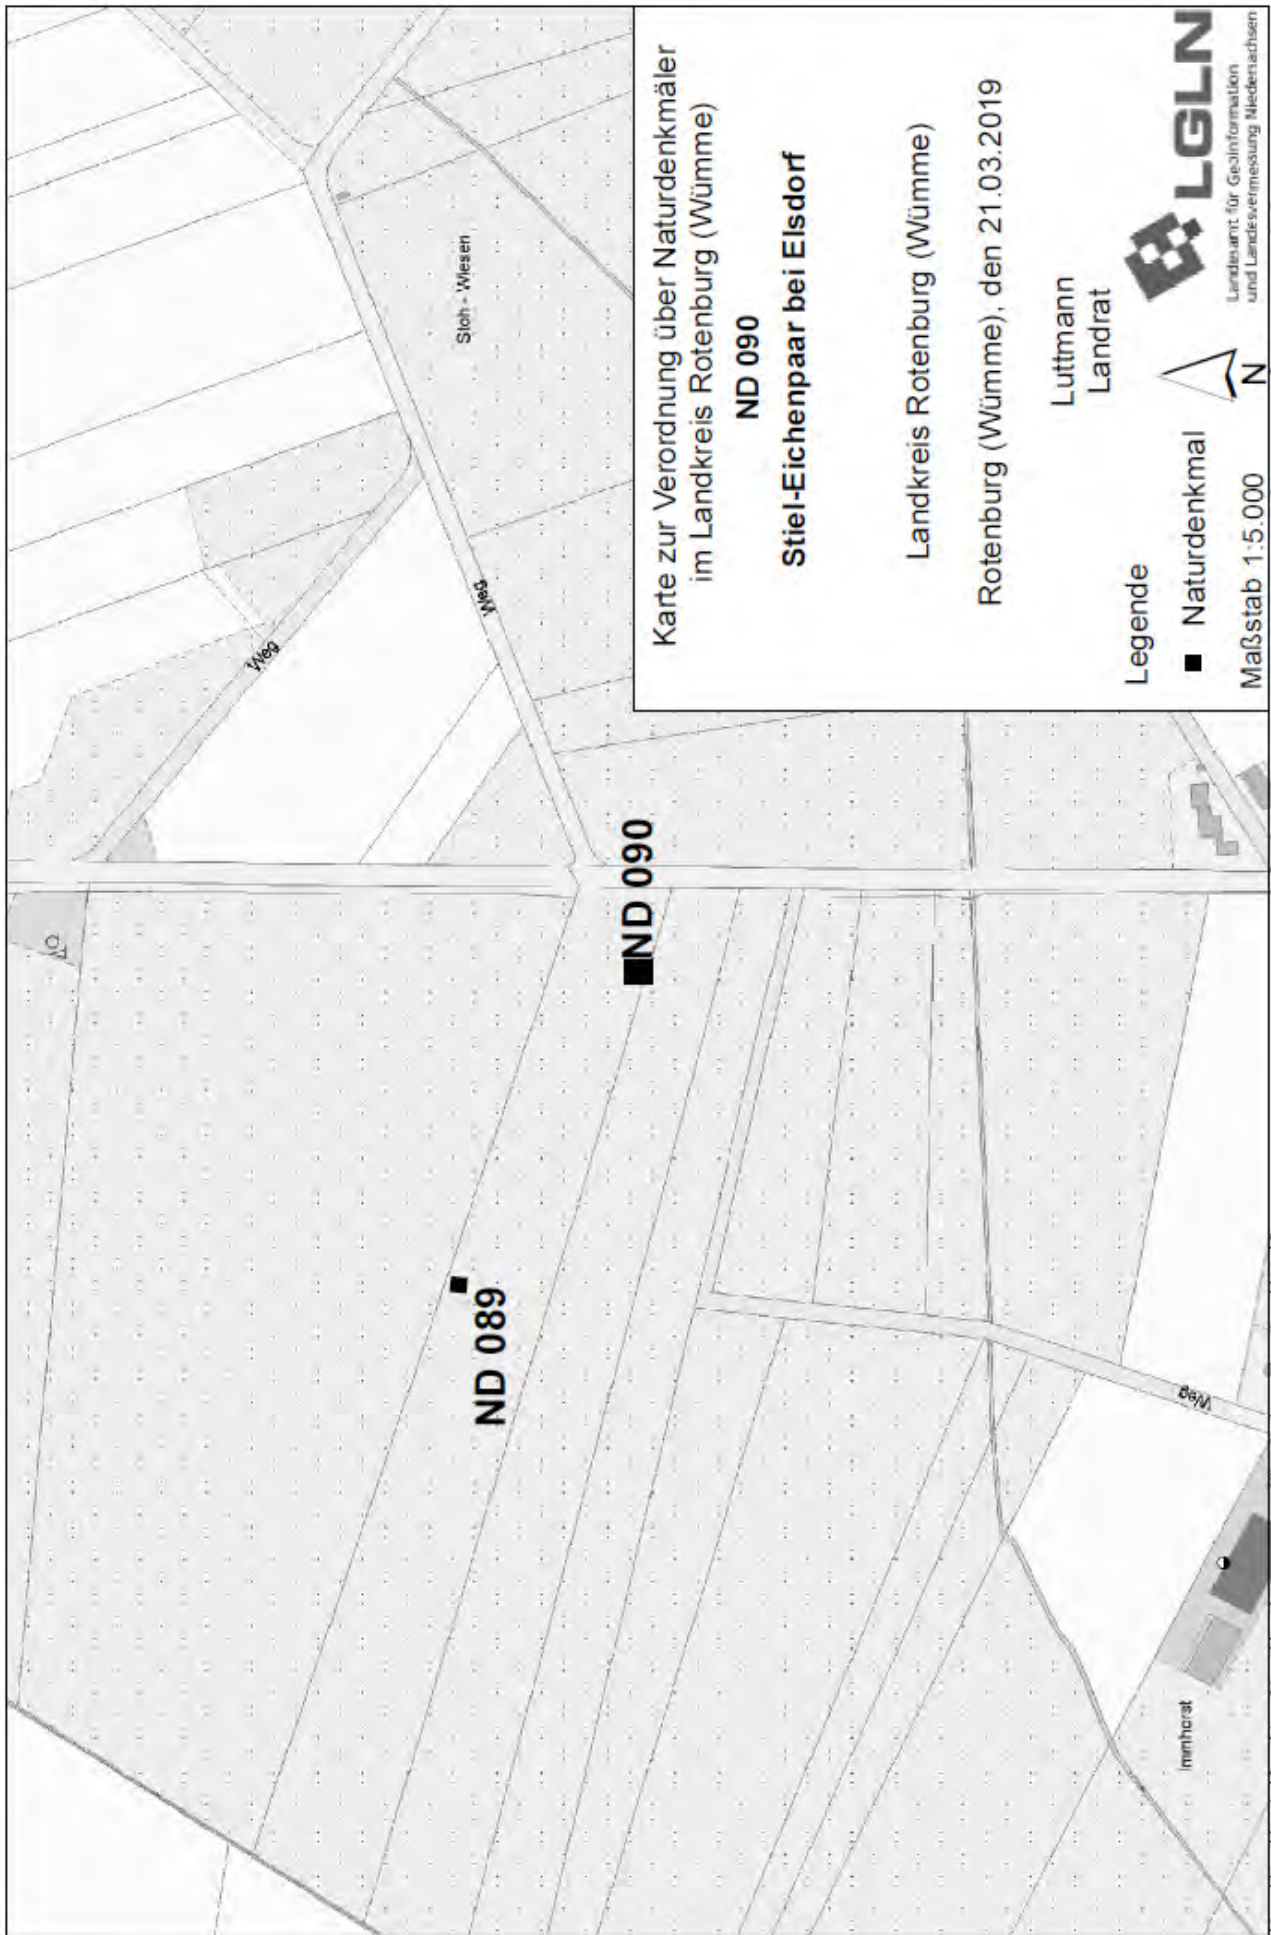 Karte zur Verordnung über Naturdenkmäler
im Landkreis Rotenburg (Wümme)
ND 090
Stiel-Eichenpaar bei Elsdorf
Landkreis Rotenburg (Wümme)
Rotenburg (Wümme), den 21.03.2019
Luttmann
Landrat
Legende
Naturdenkmal
Maßstab 1:5.000
N
LGLN
Landesamt für Geoinformation
und Landesvermessung Niedersachsen
Stoh - Wiesen
Weg
Weg
ND 090
ND 089
Weg
Immhorst